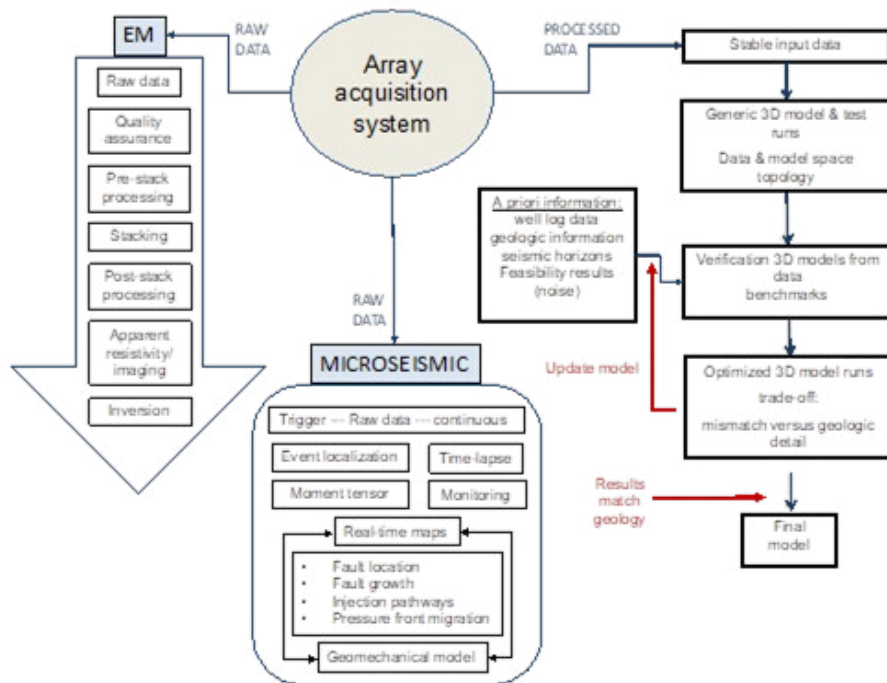 EM
RAW
DATA
Array
acquisition
system
PROCESSED
DATA
Stable input data
Raw data
Quality
assurance
Pre-stack
processing
Stacking
Post-stack
processing
Apparent
resistivity/
imaging
Inversion
RAW
DATA
MICROSEISMIC
Trigger --- Raw data --- continuous
Event localization
Time-lapse
Moment tensor
Monitoring
Real-time maps
• Fault location
• Fault growth
• Injection pathways
• Pressure front migration
Geomechanical model
Generic 3D model & test
runs
Data & model space
topology
A priori information:
well log data
geologic information
seismic horizons
Feasibility results
(noise)
Verification 3D models from
data
benchmarks
Update model
Optimized 3D model runs
trade-off:
mismatch versus geologic
detail
Results
match
geology
Final
model